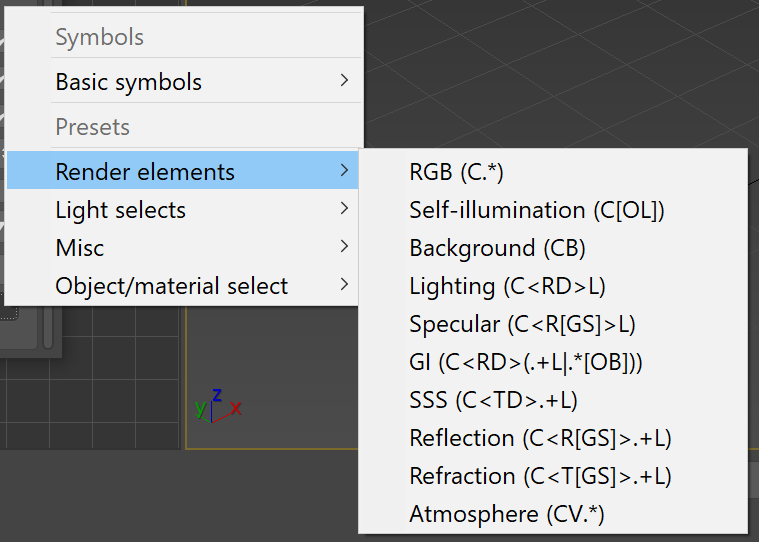 Symbols
Basic symbols
Presets
Render elements
Light selects
Misc
Object/material select
RGB (C.*)
Self-illumination (C[OL])
Background (CB)
Lighting (C<RD>L)
Specular (C<R[GS]>L)
GI (C<RD>(.+L|.*[OB]))
SSS (C<TD>.+L)
Reflection (C<R[GS]>.+L)
Refraction (C<T[GS]>.+L)
Atmosphere (CV.*)
z
y x